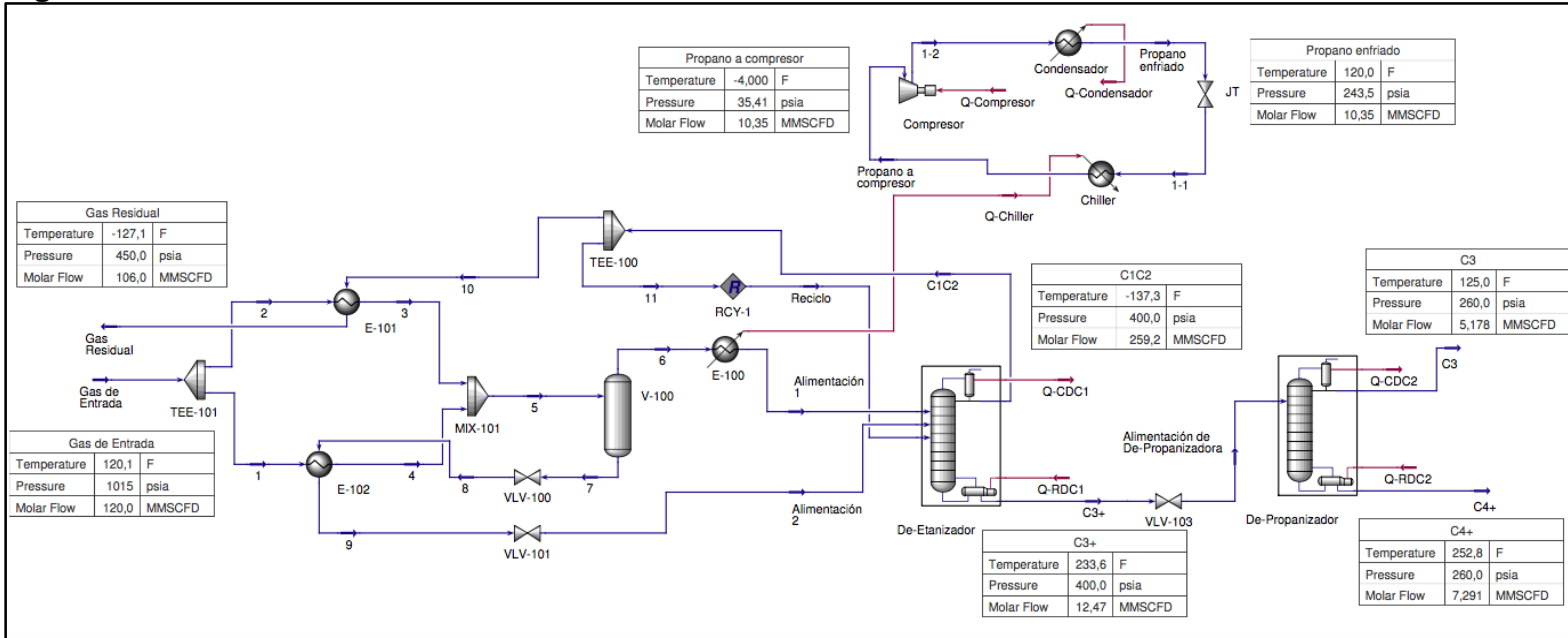 Propano a compresor
Temperature -4,000 F
Pressure 35,41 psia
Molar Flow 10,35 MMSCFD
1-2
Condensador
Propano
enfriado
Q-Condensador
Q-Compresor
Compresor
JT
Propano enfriado
Temperature 120,0 F
Pressure 243,5 psia
Molar Flow 10,35 MMSCFD
Propano a
compresor
1-1
Q-Chiller
Chiller
Gas Residual
Temperature -127,1 F
Pressure 450,0 psia
Molar Flow 106,0 MMSCFD
TEE-100
10
11
R
RCY-1
Reciclo
C1C2
C1C2
Temperature -137,3 F
Pressure 400,0 psia
Molar Flow 259,2 MMSCFD
C3
Temperature 125,0 F
Pressure 260,0 psia
Molar Flow 5,178 MMSCFD
2
E-101
3
Gas
Residual
Gas de
Entrada
TEE-101
MIX-101
5
V-100
6
E-100
Alimentación
1
Q-CDC1
Q-CDC2
C3
Gas de Entrada
Temperature 120,1 F
Pressure 1015 psia
Molar Flow 120,0 MMSCFD
1
E-102
4
8
VLV-100
7
9
VLV-101
Alimentación
2
De-Etanizador
Q-RDC1
C3+
Alimentación de
De-Propanizadora
VLV-103
De-Propanizador
Q-RDC2
C4+
C3+
Temperature 233,6 F
Pressure 400,0 psia
Molar Flow 12,47 MMSCFD
C4+
Temperature 252,8 F
Pressure 260,0 psia
Molar Flow 7,291 MMSCFD